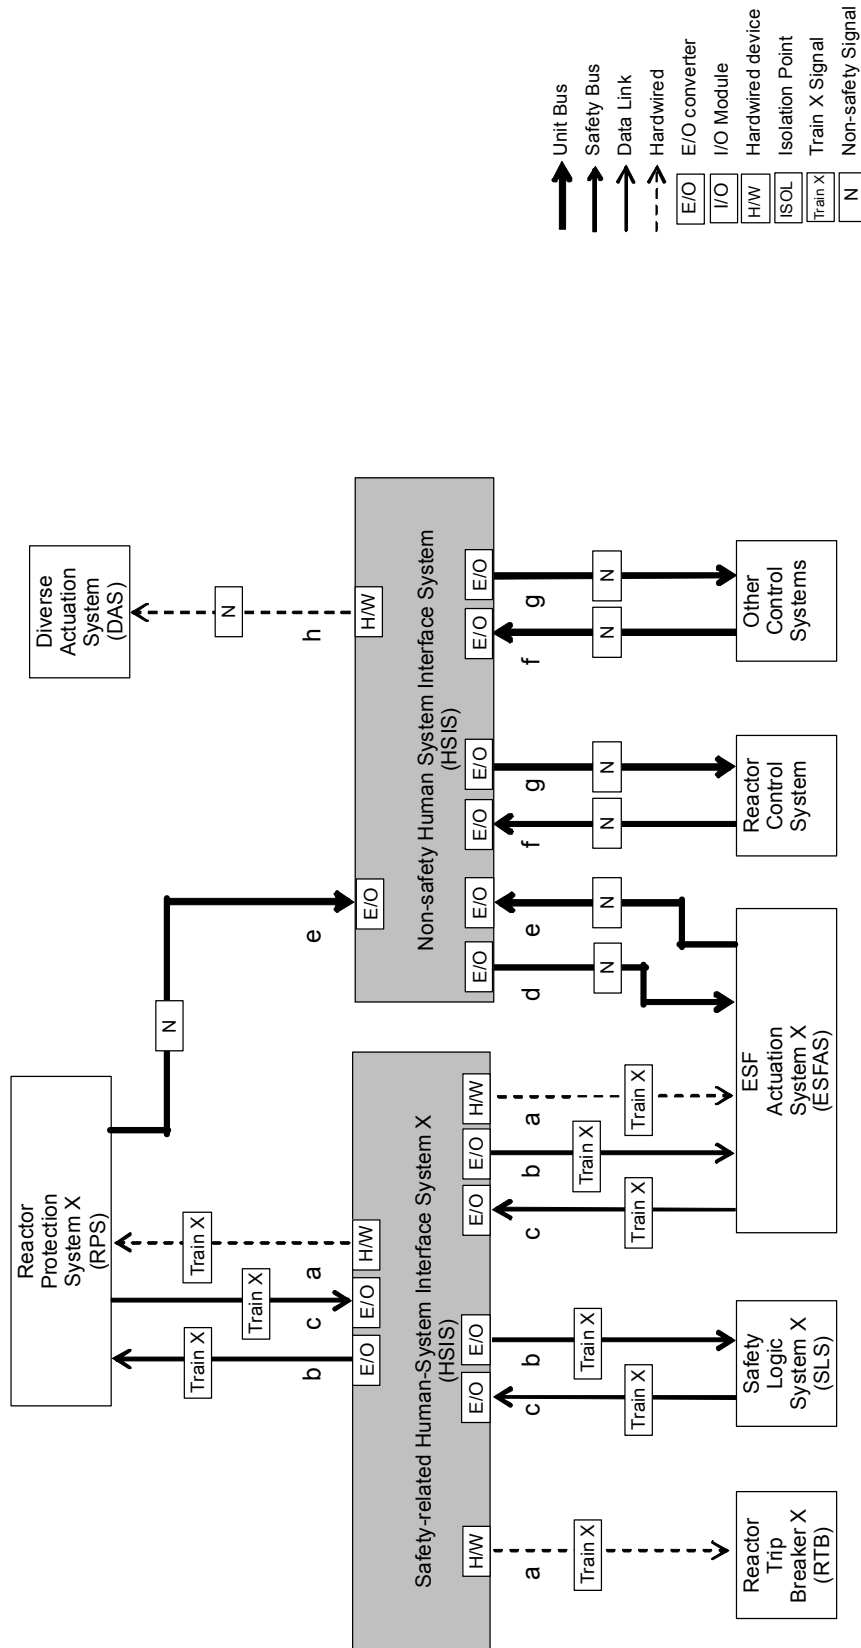 Reactor
Protection
System X
(RPS)
Diverse
Actuation
System
(DAS)
Train X
Train X
Train X
N
N
b
c
a
e
h
E/O
E/O
H/W
E/O
H/W
Safety-related Human-System Interface System X
(HSIS)
Non-safety Human System Interface System
(HSIS)
H/W
E/O
E/O
E/O
E/O
H/W
E/O
E/O
E/O
E/O
E/O
E/O
a
c
b
c
b
a
d
e
f
g
f
g
Train X
Train X
Train X
Train X
Train X
Train X
N
N
N
N
N
N
Reactor
Trip
Breaker X
(RTB)
Safety
Logic
System X
(SLS)
ESF
Actuation
System X
(ESFAS)
Reactor
Control
System
Other
Control
Systems
Unit Bus
Safety Bus
Data Link
Hardwired
E/O E/O converter
I/O I/O Module
H/W Hardwired device
ISOL Isolation Point
Train X Train X Signal
N Non-safety Signal